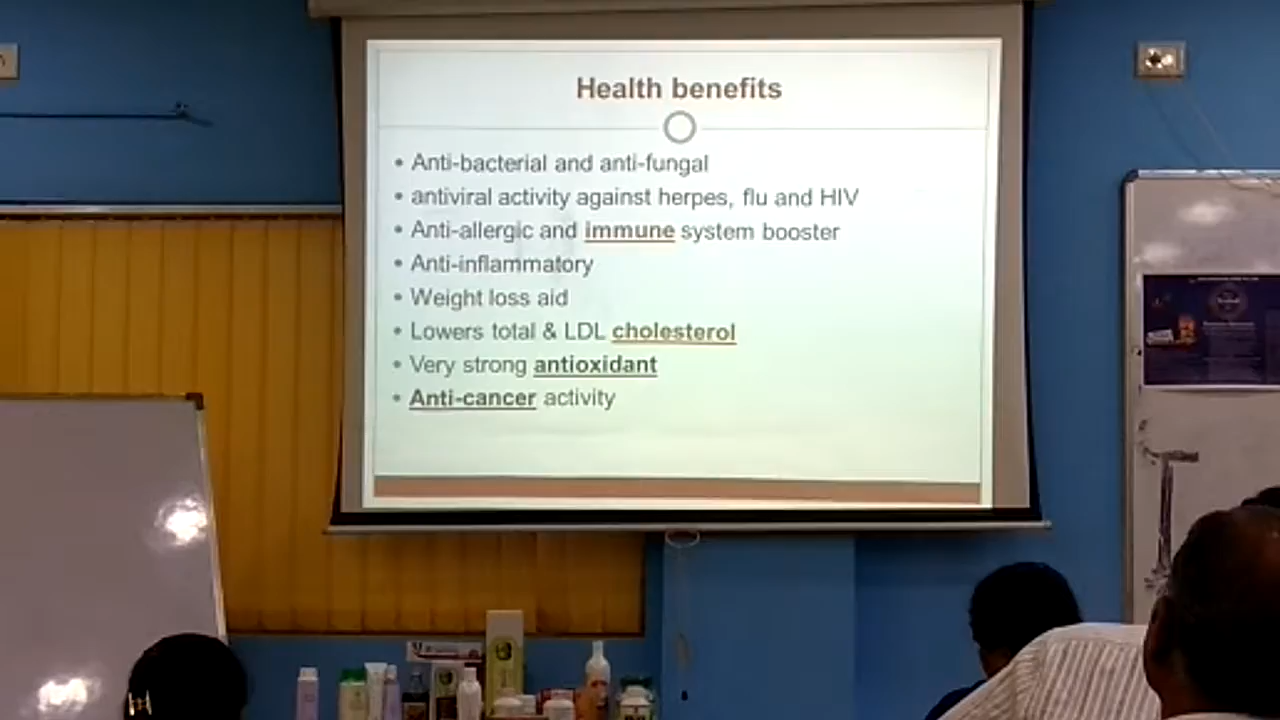 Health benefits
• Anti-bacterial and anti-fungal
• antiviral activity against herpes, flu and HIV
• Anti-allergic and immune system booster
• Anti-inflammatory
• Weight loss aid
• Lowers total & LDL cholesterol
• Very strong antioxidant
• Anti-cancer activity